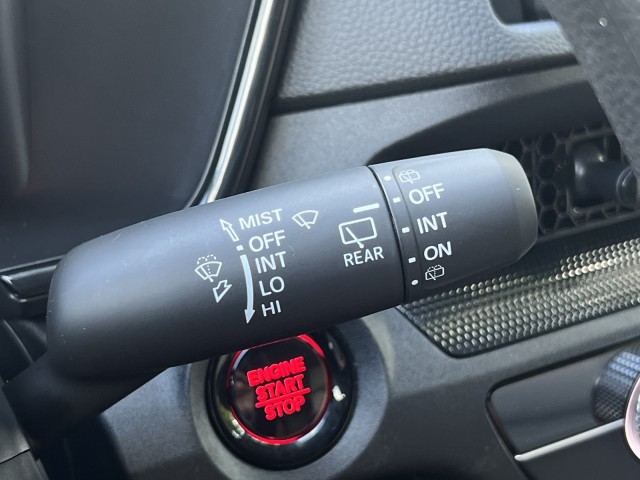 MIST
OFF
INT
LO
HI
REAR
OFF
INT
ON
ENGINE
START
STOP